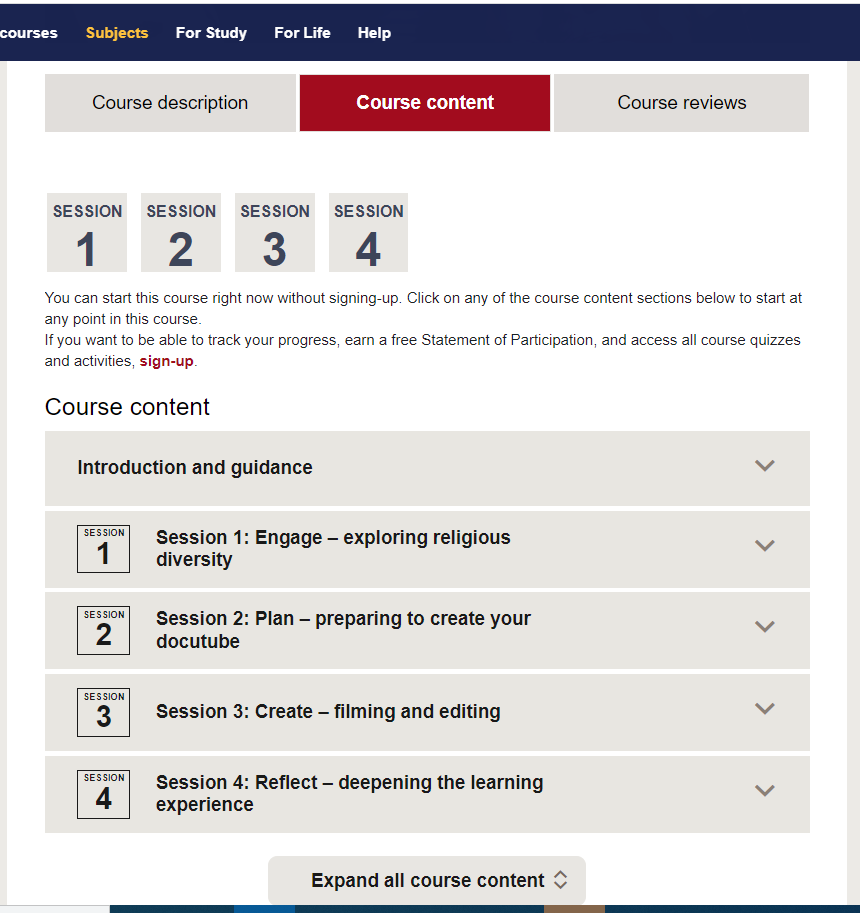 courses Subjects For Study For Life Help
Course description Course content Course reviews
SESSION SESSION SESSION SESSION
1 2 3 4
You can start this course right now without signing-up. Click on any of the course content sections below to start at
any point in this course.
If you want to be able to track your progress, earn a free Statement of Participation, and access all course quizzes
and activities, sign-up.
Course content
Introduction and guidance
SESSION
1
Session 1: Engage – exploring religious
diversity
SESSION
2
Session 2: Plan – preparing to create your
docutube
SESSION
3
Session 3: Create – filming and editing
SESSION
4
Session 4: Reflect – deepening the learning
experience
Expand all course content